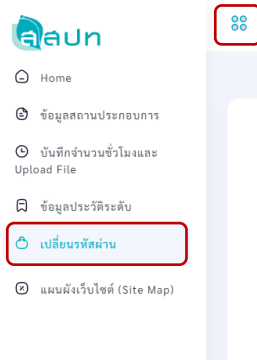 สสปท
Home
ข้อมูลสถานประกอบการ
บันทึกจำนวนชั่วโมงและ
Upload File
ข้อมูลประวัติระดับ
เปลี่ยนรหัสผ่าน
แผนผังเว็บไซต์ (Site Map)